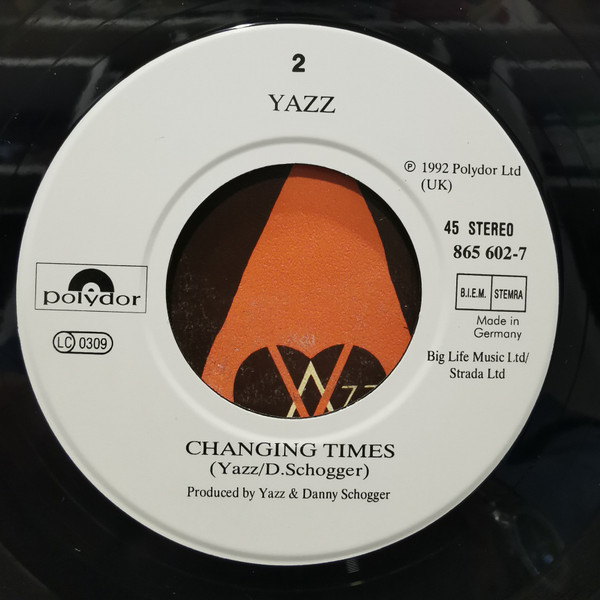 2
YAZZ
℗ 1992 Polydor Ltd
(UK)
45 STEREO
865 602-7
polydor
B.I.E.M. STEMRA
LC 0309
Made in
Germany
Big Life Music Ltd/
Strada Ltd
YAZZ
CHANGING TIMES
(Yazz/D.Schogger)
Produced by Yazz & Danny Schogger